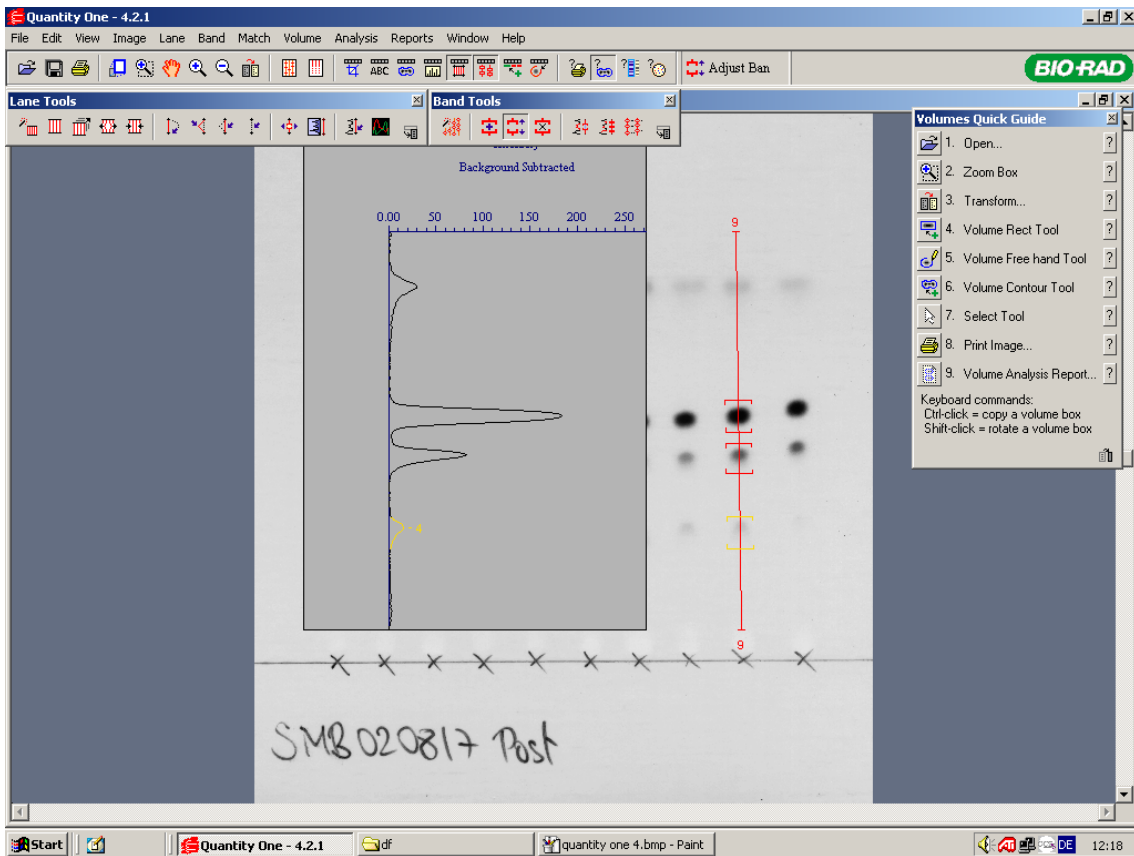 Quantity One - 4.2.1
File Edit View Image Lane Band Match Volume Analysis Reports Window Help
ABC
Adjust Ban
BIO-RAD
Lane Tools
Band Tools
Volumes Quick Guide
1. Open... ?
2. Zoom Box ?
3. Transform... ?
4. Volume Rect Tool ?
5. Volume Free hand Tool ?
6. Volume Contour Tool ?
7. Select Tool ?
8. Print Image... ?
9. Volume Analysis Report... ?
Keyboard commands:
Ctrl-click = copy a volume box
Shift-click = rotate a volume box
Background Subtracted
0.00 50 100 150 200 250
9
4
9
SMB020817 Post
Start
Quantity One - 4.2.1
df
quantity one 4.bmp - Paint
DE
12:18